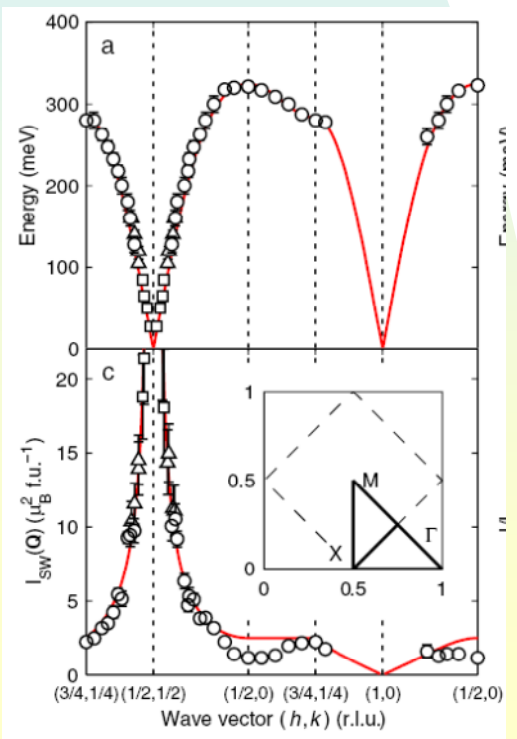 a
400
300
200
100
0
Energy (meV)
c
20
15
10
5
0
I_SW(Q) (μ_B² f.u.⁻¹)
1
0.5
0
0 0.5 1
M
X
Γ
(3/4,1/4) (1/2,1/2) (1/2,0) (3/4,1/4) (1,0) (1/2,0)
Wave vector (h,k) (r.l.u.)